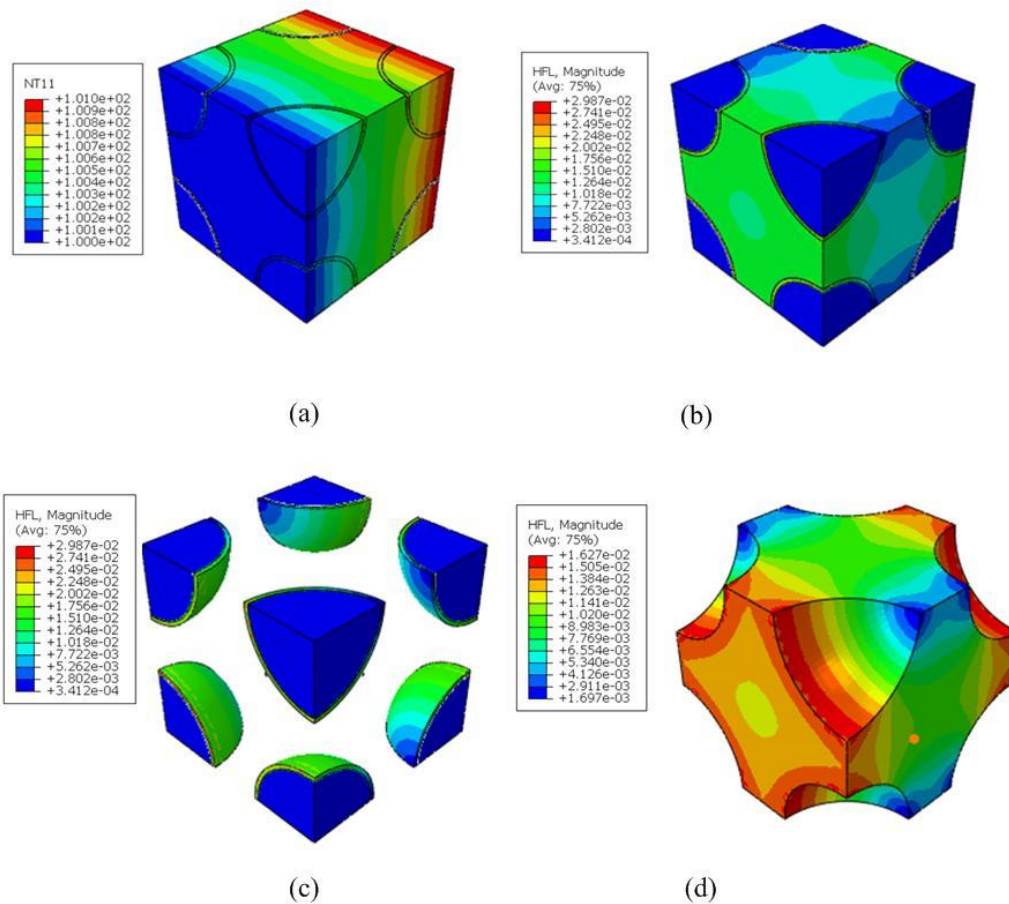 NT11
+1.010e+02
+1.009e+02
+1.008e+02
+1.008e+02
+1.007e+02
+1.006e+02
+1.005e+02
+1.004e+02
+1.003e+02
+1.002e+02
+1.002e+02
+1.001e+02
+1.000e+02
(a)
HFL, Magnitude
(Avg: 75%)
+2.987e-02
+2.741e-02
+2.495e-02
+2.248e-02
+2.002e-02
+1.756e-02
+1.510e-02
+1.264e-02
+1.018e-02
+7.722e-03
+5.262e-03
+2.802e-03
+3.412e-04
(b)
HFL, Magnitude
(Avg: 75%)
+2.987e-02
+2.741e-02
+2.495e-02
+2.248e-02
+2.002e-02
+1.756e-02
+1.510e-02
+1.264e-02
+1.018e-02
+7.722e-03
+5.262e-03
+2.802e-03
+3.412e-04
(c)
HFL, Magnitude
(Avg: 75%)
+1.627e-02
+1.505e-02
+1.384e-02
+1.263e-02
+1.141e-02
+1.020e-02
+8.983e-03
+7.769e-03
+6.554e-03
+5.340e-03
+4.126e-03
+2.911e-03
+1.697e-03
(d)